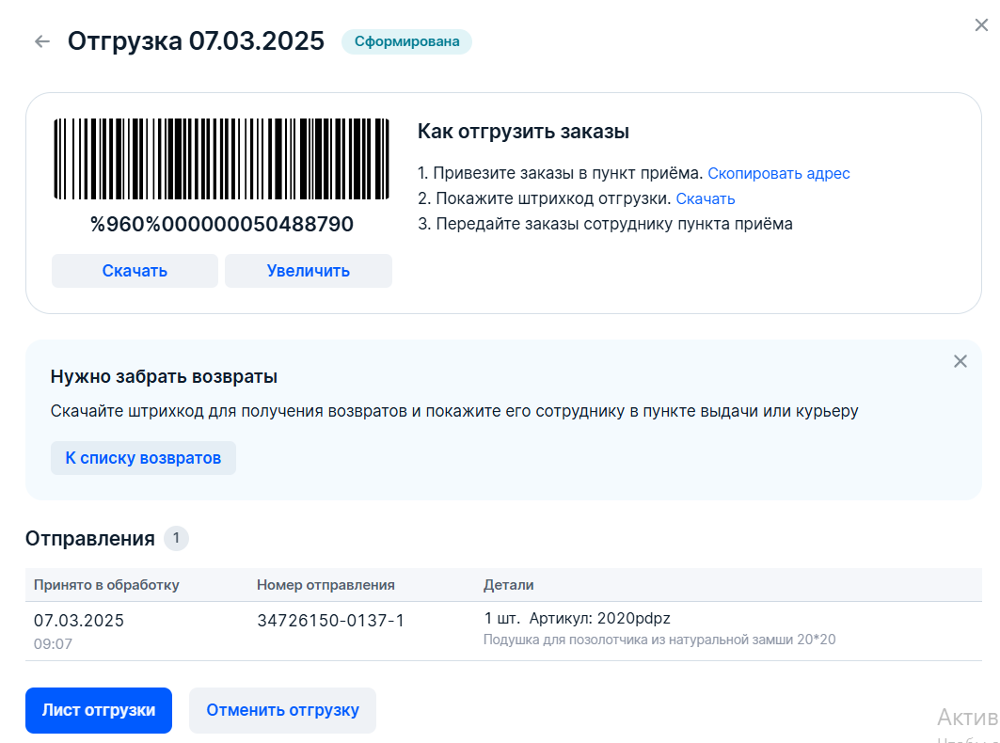 Отгрузка 07.03.2025
Сформирована
%960%000000050488790
Скачать
Увеличить
Как отгрузить заказы
1. Привезите заказы в пункт приёма. Скопировать адрес
2. Покажите штрихкод отгрузки. Скачать
3. Передайте заказы сотруднику пункта приёма
Нужно забрать возвраты
Скачайте штрихкод для получения возвратов и покажите его сотруднику в пункте выдачи или курьеру
К списку возвратов
Отправления 1
Принято в обработку Номер отправления Детали
07.03.2025 34726150-0137-1 1 шт. Артикул: 2020pdpz
09:07 Подушка для позолотчика из натуральной замши 20*20
Лист отгрузки
Отменить отгрузку
Актив